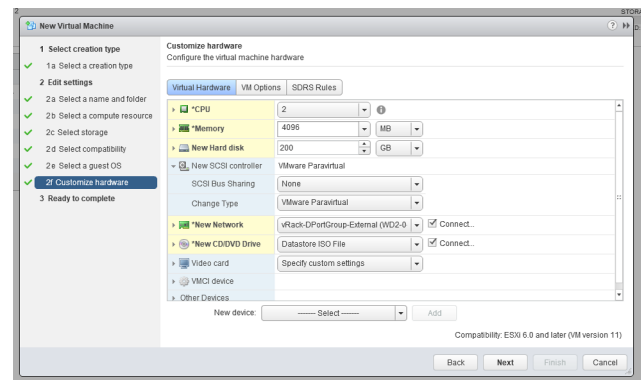 2
STORA
New Virtual Machine
1 Select creation type
1a Select a creation type
2 Edit settings
2a Select a name and folder
2b Select a compute resource
2c Select storage
2d Select compatibility
2e Select a guest OS
2f Customize hardware
3 Ready to complete
Customize hardware
Configure the virtual machine hardware
Virtual Hardware VM Options SDRS Rules
*CPU 2
*Memory 4096 MB
New Hard disk 200 GB
New SCSI controller VMware Paravirtual
SCSI Bus Sharing None
Change Type VMware Paravirtual
*New Network vRack-DPortGroup-External (WD2-0 Connect...
*New CD/DVD Drive Datastore ISO File Connect...
Video card Specify custom settings
VMCI device
Other Devices
New device: ------- Select ------- Add
Compatibility: ESXi 6.0 and later (VM version 11)
Back Next Finish Cancel